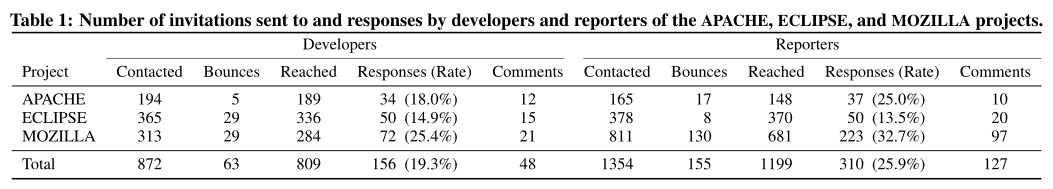 Table 1: Number of invitations sent to and responses by developers and reporters of the APACHE, ECLIPSE, and MOZILLA projects.
Developers Reporters
Project Contacted Bounces Reached Responses (Rate) Comments Contacted Bounces Reached Responses (Rate) Comments
APACHE 194 5 189 34 (18.0%) 12 165 17 148 37 (25.0%) 10
ECLIPSE 365 29 336 50 (14.9%) 15 378 8 370 50 (13.5%) 20
MOZILLA 313 29 284 72 (25.4%) 21 811 130 681 223 (32.7%) 97
Total 872 63 809 156 (19.3%) 48 1354 155 1199 310 (25.9%) 127